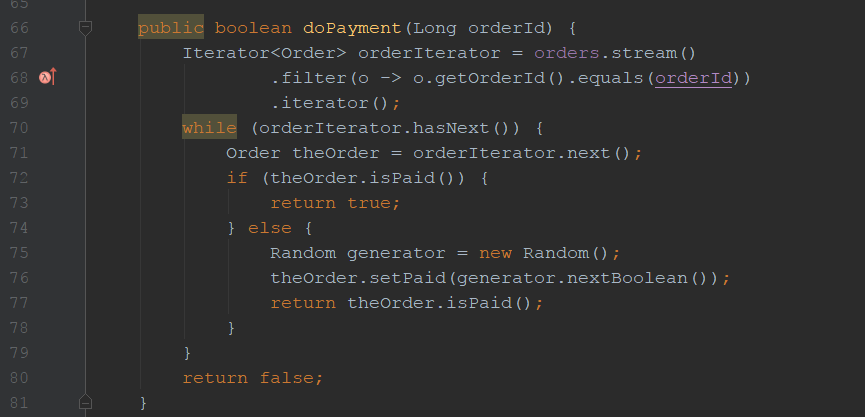 65
66 public boolean doPayment(Long orderId) {
67 Iterator<Order> orderIterator = orders.stream()
68 .filter(o -> o.getOrderId().equals(orderId))
69 .iterator();
70 while (orderIterator.hasNext()) {
71 Order theOrder = orderIterator.next();
72 if (theOrder.isPaid()) {
73 return true;
74 } else {
75 Random generator = new Random();
76 theOrder.setPaid(generator.nextBoolean());
77 return theOrder.isPaid();
78 }
79 }
80 return false;
81 }